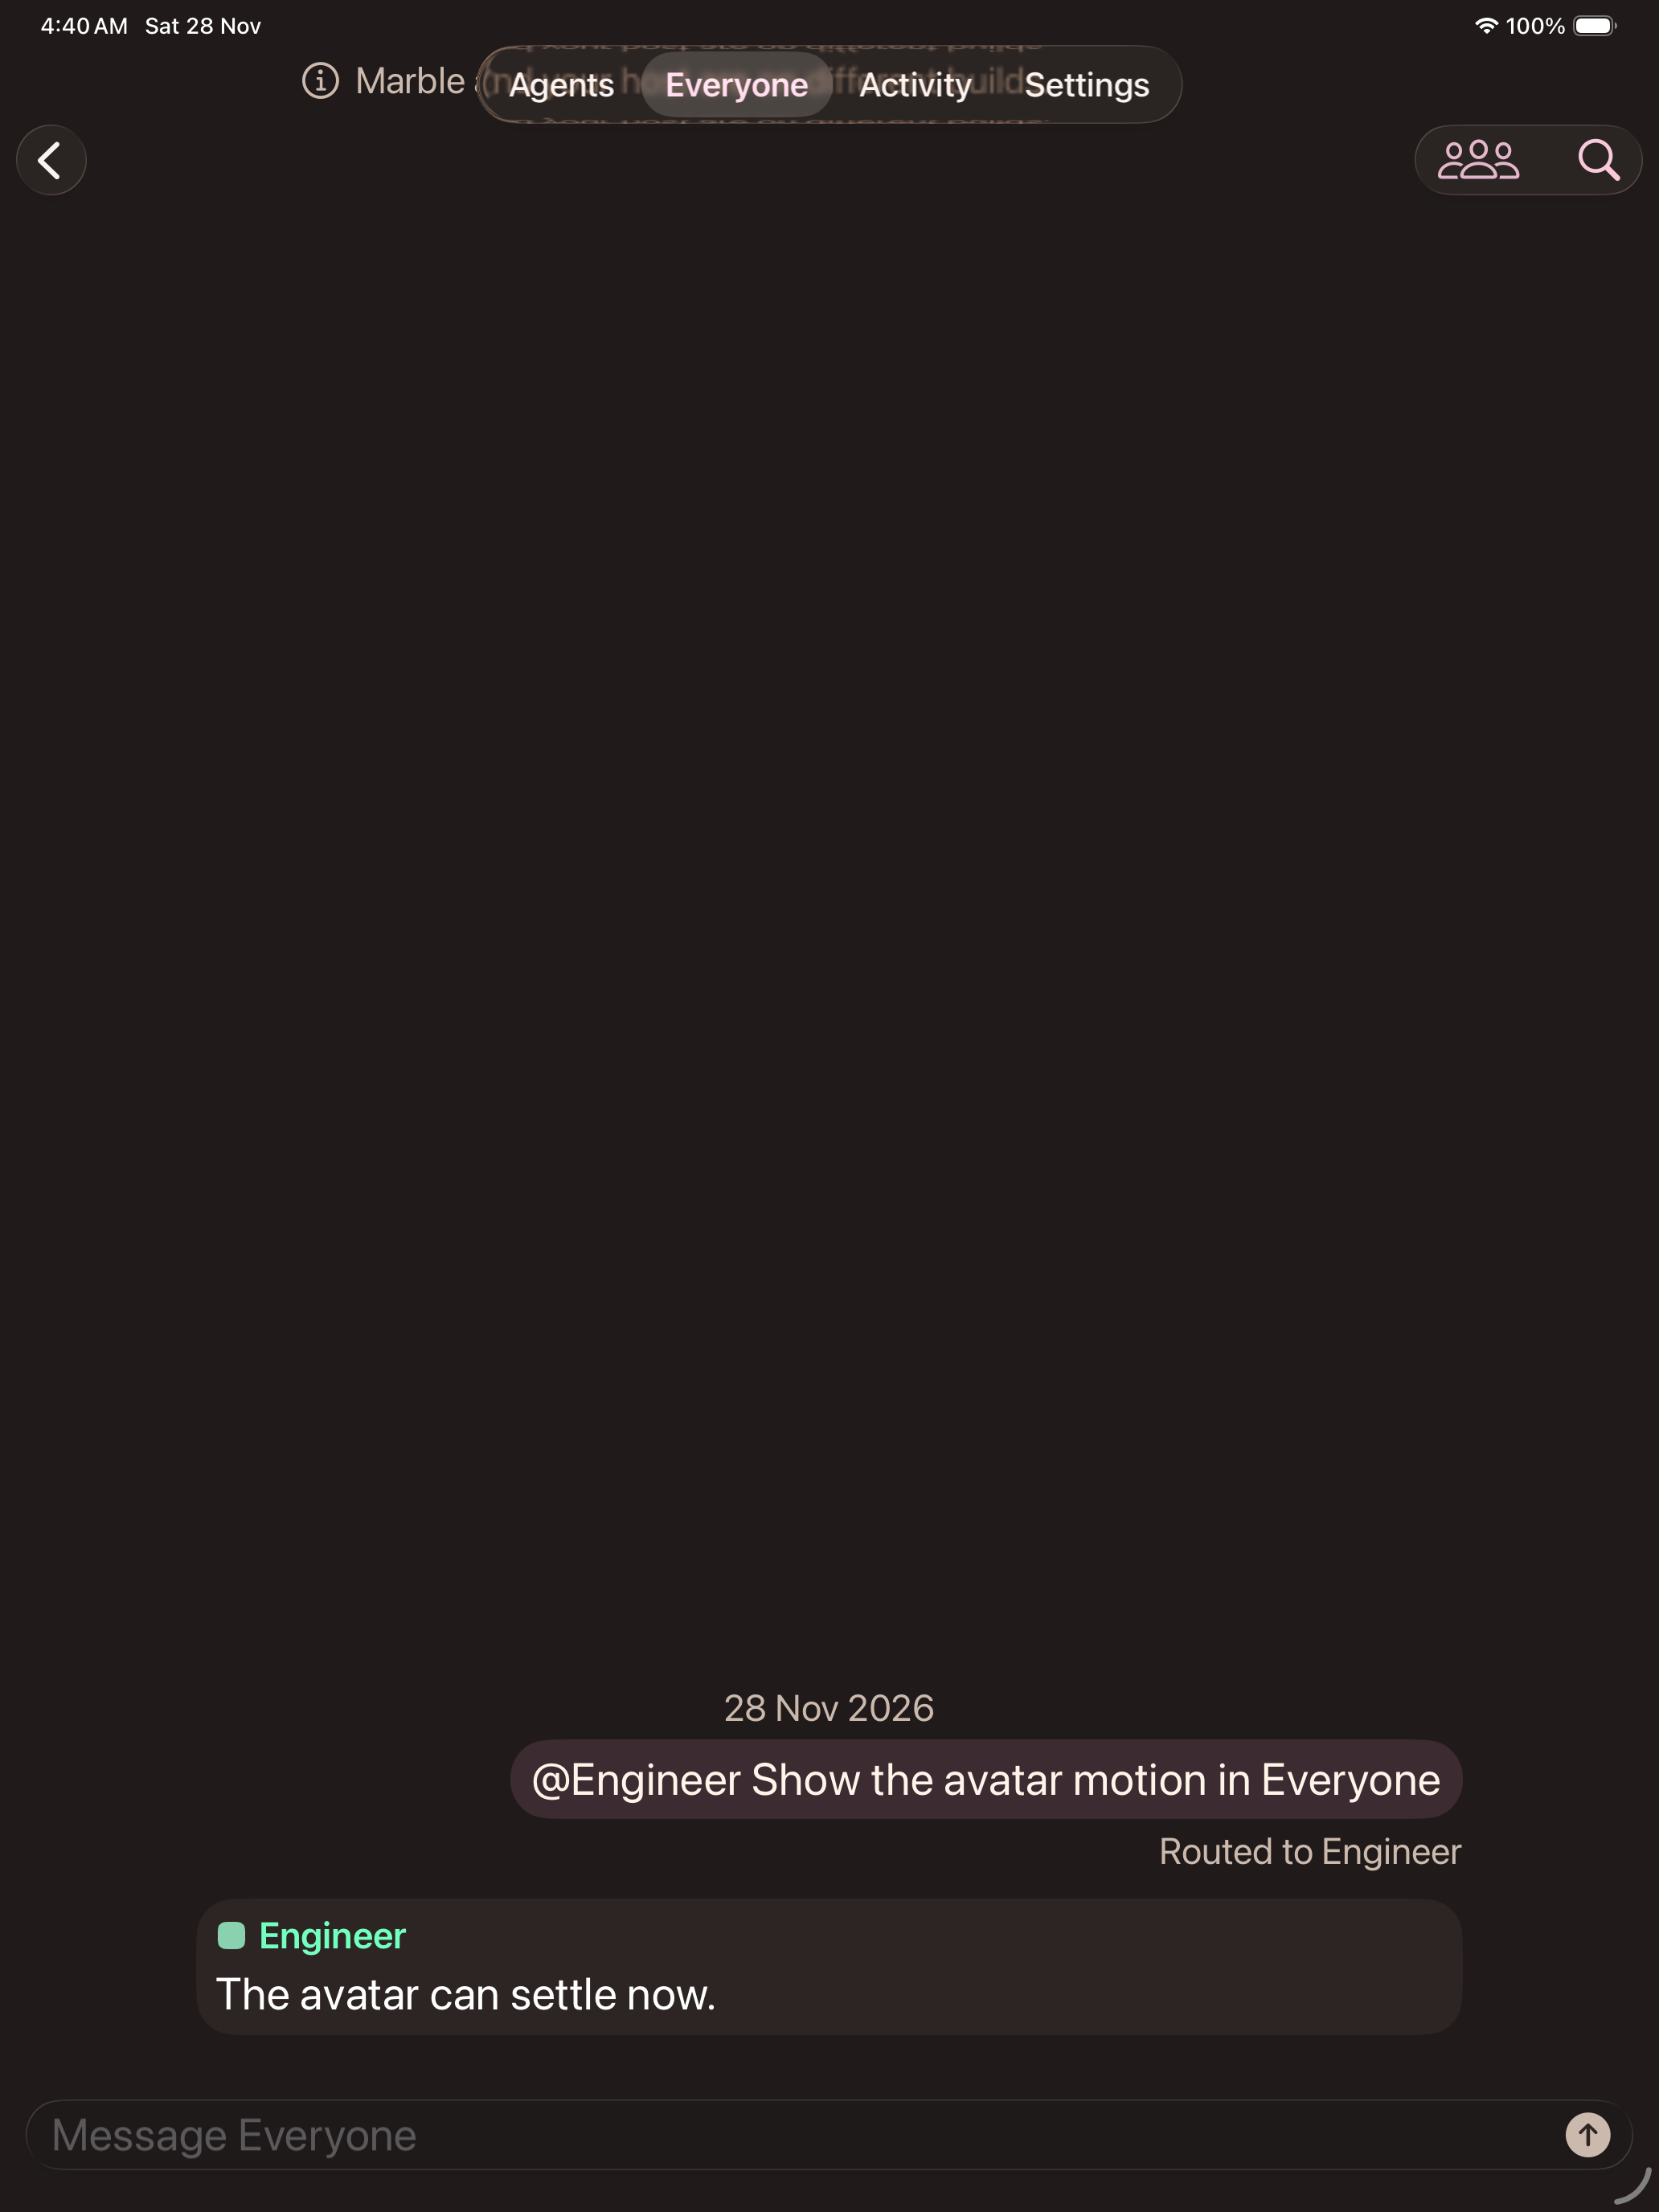 4:40 AM Sat 28 Nov
100%
Marble
Agents
Everyone
Activity
Settings
28 Nov 2026
@Engineer Show the avatar motion in Everyone
Routed to Engineer
Engineer
The avatar can settle now.
Message Everyone